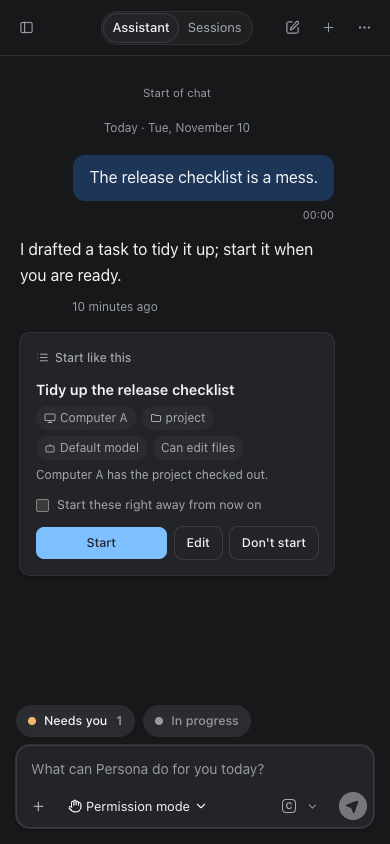 Assistant
Sessions
Start of chat
Today · Tue, November 10
The release checklist is a mess.
00:00
I drafted a task to tidy it up; start it when
you are ready.
10 minutes ago
Start like this
Tidy up the release checklist
Computer A
project
Default model
Can edit files
Computer A has the project checked out.
Start these right away from now on
Start
Edit
Don't start
Needs you 1
In progress
What can Persona do for you today?
Permission mode
C